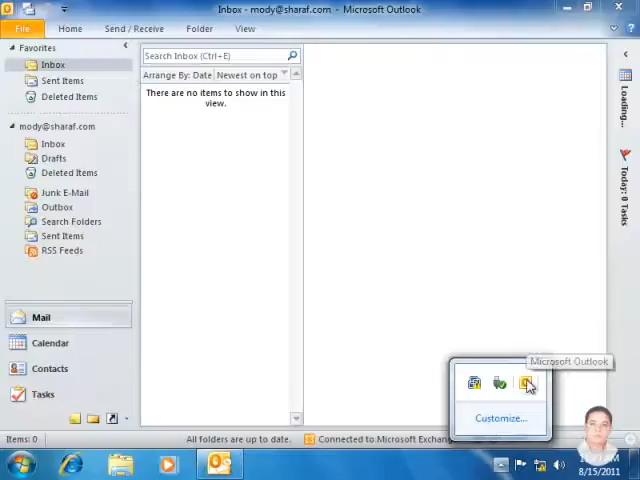 Inbox - mody@sharaf.com - Microsoft Outlook
File Home Send / Receive Folder View
Favorites
Inbox
Sent Items
Deleted Items
mody@sharaf.com
Inbox
Drafts
Deleted Items
Junk E-Mail
Outbox
Search Folders
Sent Items
RSS Feeds
Mail
Calendar
Contacts
Tasks
Search Inbox (Ctrl+E)
Arrange By: Date Newest on top
There are no items to show in this
view.
Loading...
Today: 0 Tasks
Microsoft Outlook
Customize...
Items: 0 All folders are up to date. Connected to Microsoft Exchang
8/15/2011